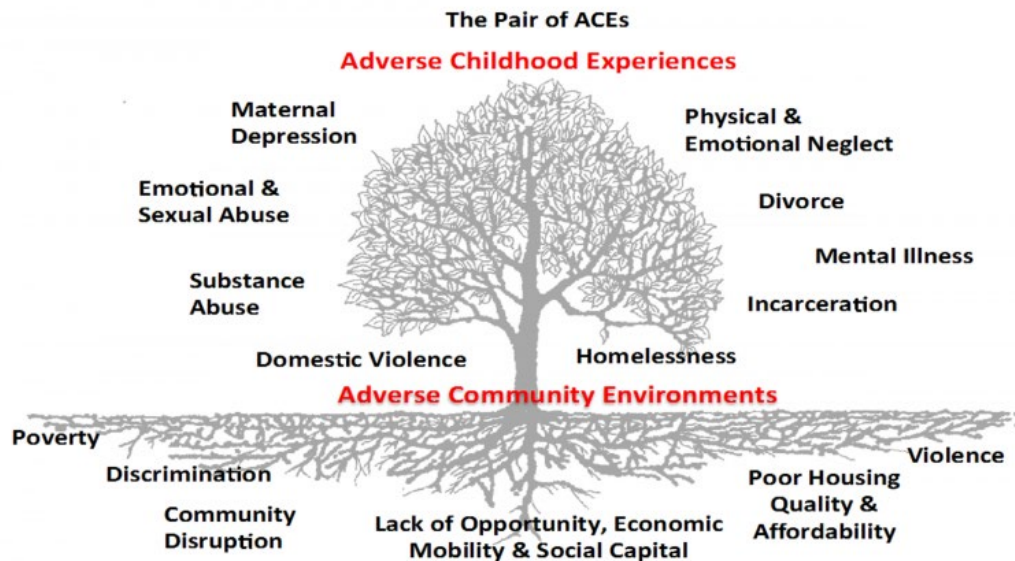 The Pair of ACEs
Adverse Childhood Experiences
Maternal
Depression
Physical &
Emotional Neglect
Emotional &
Sexual Abuse
Divorce
Mental Illness
Substance
Abuse
Incarceration
Domestic Violence
Homelessness
Adverse Community Environments
Poverty
Violence
Discrimination
Poor Housing
Quality &
Affordability
Community
Disruption
Lack of Opportunity, Economic
Mobility & Social Capital